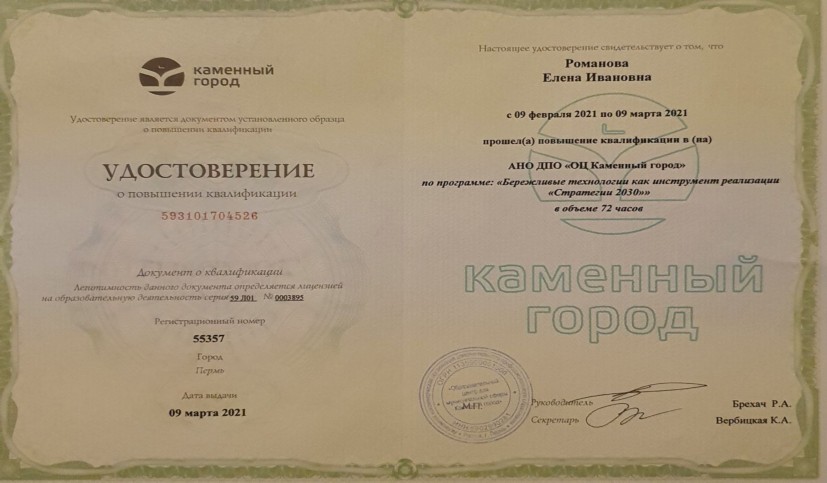 каменный
город
Удостоверение является документом установленного образца
о повышении квалификации
УДОСТОВЕРЕНИЕ
о повышении квалификации
593101704526
Документ о квалификации
Легитимность данного документа определяется лицензией
на образовательную деятельность серия 59 Л01 № 0003895
Регистрационный номер
55357
Город
Пермь
Дата выдачи
09 марта 2021
Настоящее удостоверение свидетельствует о том, что
Романова
Елена Ивановна
с 09 февраля 2021 по 09 марта 2021
прошел(а) повышение квалификации в (на)
АНО ДПО «ОЦ Каменный город»
по программе: «Бережливые технологии как инструмент реализации
«Стратегии 2030»»
в объеме 72 часов
каменный
город
М.П.
Руководитель
Брехач Р.А.
Секретарь
Вербицкая К.А.